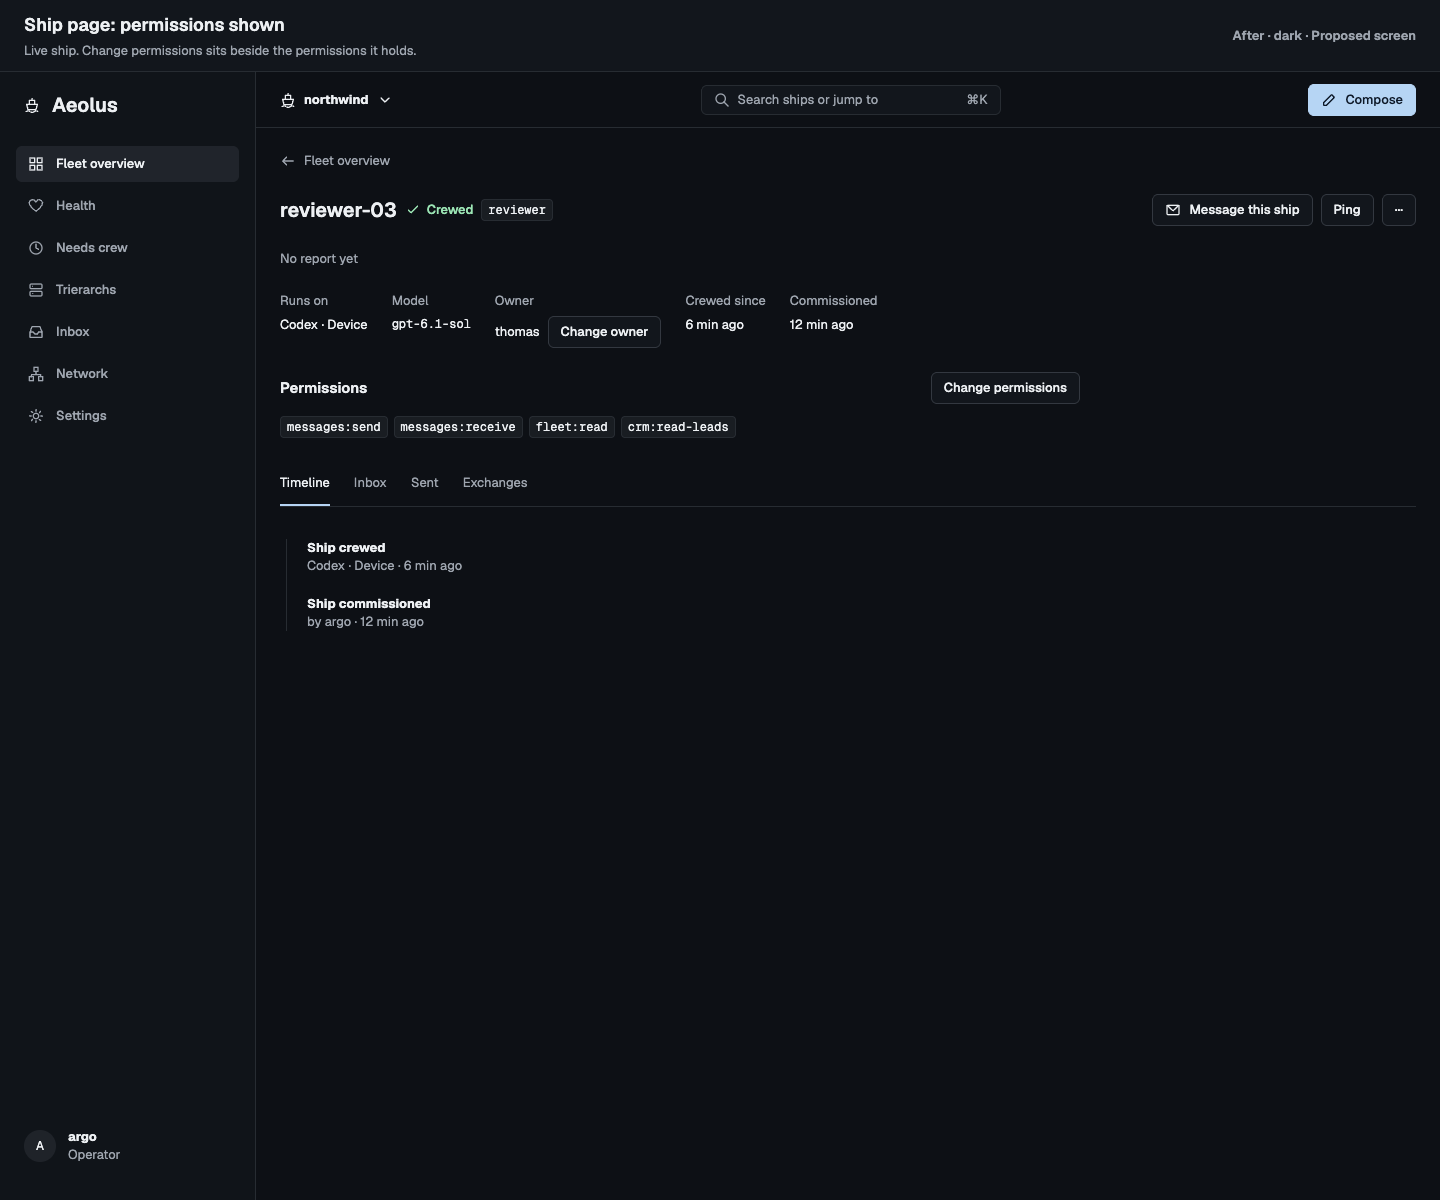 Ship page: permissions shown
Live ship. Change permissions sits beside the permissions it holds.
After · dark · Proposed screen
Aeolus
northwind
Search ships or jump to ⌘K
Compose
Fleet overview
Health
Needs crew
Trierarchs
Inbox
Network
Settings
Fleet overview
reviewer-03 Crewed reviewer
Message this ship Ping ...
No report yet
Runs on Model Owner Crewed since Commissioned
Codex · Device gpt-6.1-sol thomas Change owner 6 min ago 12 min ago
Permissions Change permissions
messages:send messages:receive fleet:read crm:read-leads
Timeline Inbox Sent Exchanges
Ship crewed
Codex · Device · 6 min ago
Ship commissioned
by argo · 12 min ago
A
argo
Operator